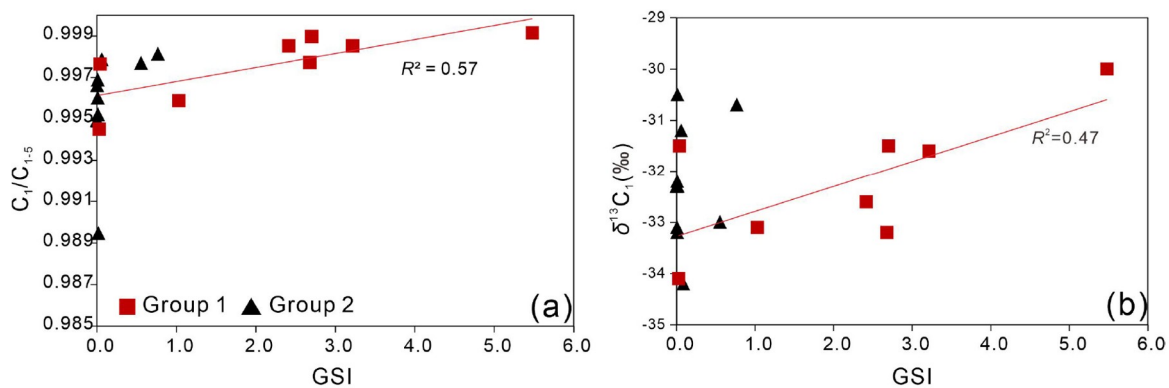 0.999
0.997
0.995
0.993
0.991
0.989
0.987
0.985
C₁/C₁₋₅
R² = 0.57
Group 1
Group 2
(a)
0.0
1.0
2.0
3.0
4.0
5.0
6.0
GSI
-29
-30
-31
-32
-33
-34
-35
δ¹³C₁(‰)
R²=0.47
(b)
0.0
1.0
2.0
3.0
4.0
5.0
6.0
GSI